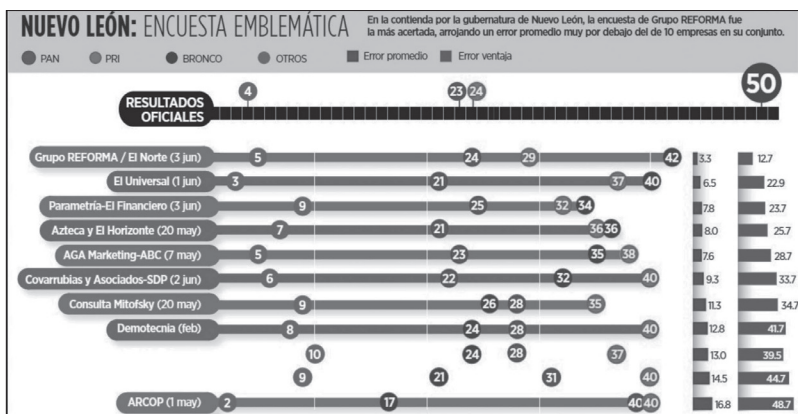 NUEVO LEÓN: ENCUESTA EMBLEMÁTICA
En la contienda por la gubernatura de Nuevo León, la encuesta de Grupo REFORMA fue
la más acertada, arrojando un error promedio muy por debajo del de 10 empresas en su conjunto.
PAN PRI BRONCO OTROS Error promedio Error ventaja
RESULTADOS
OFICIALES
4 23 24 50
Grupo REFORMA / El Norte (3 jun) 5 24 29 42 3.3 12.7
El Universal (1 jun) 3 21 37 40 6.5 22.9
Parametría-El Financiero (3 jun) 9 25 32 34 7.8 23.7
Azteca y El Horizonte (20 may) 7 21 36 36 8.0 25.7
AGA Marketing-ABC (7 may) 5 23 35 38 7.6 28.7
Covarrubias y Asociados-SDP (2 jun) 6 22 32 40 9.3 33.7
Consulta Mitofsky (20 may) 9 26 28 35 11.3 34.7
Demotecnia (feb) 8 24 28 40 12.8 41.7
10 24 28 37 13.0 39.5
9 21 31 40 14.5 44.7
ARCOP (1 may) 2 17 40 40 16.8 48.7